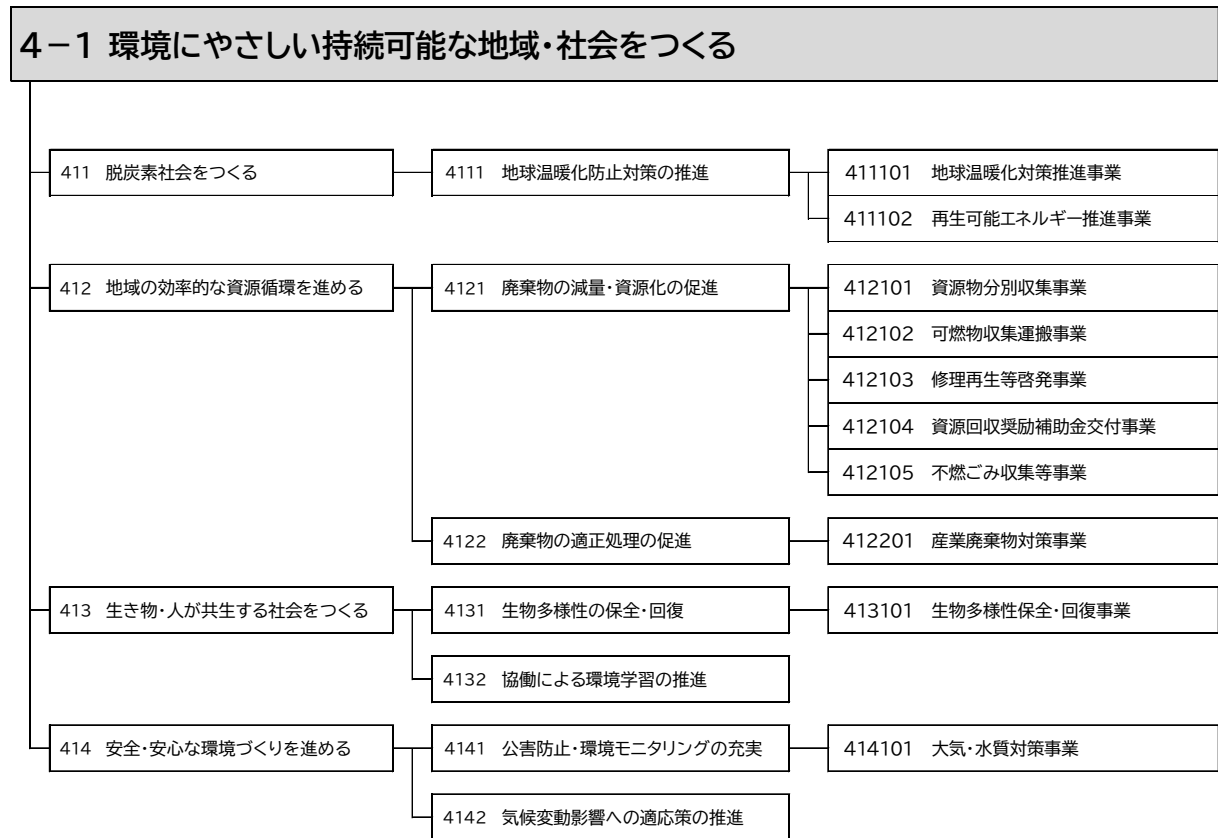 4－1 環境にやさしい持続可能な地域・社会をつくる
411 脱炭素社会をつくる
4111 地球温暖化防止対策の推進
411101 地球温暖化対策推進事業
411102 再生可能エネルギー推進事業
412 地域の効率的な資源循環を進める
4121 廃棄物の減量・資源化の促進
412101 資源物分別収集事業
412102 可燃物収集運搬事業
412103 修理再生等啓発事業
412104 資源回収奨励補助金交付事業
412105 不燃ごみ収集等事業
4122 廃棄物の適正処理の促進
412201 産業廃棄物対策事業
413 生き物・人が共生する社会をつくる
4131 生物多様性の保全・回復
413101 生物多様性保全・回復事業
4132 協働による環境学習の推進
414 安全・安心な環境づくりを進める
4141 公害防止・環境モニタリングの充実
414101 大気・水質対策事業
4142 気候変動影響への適応策の推進